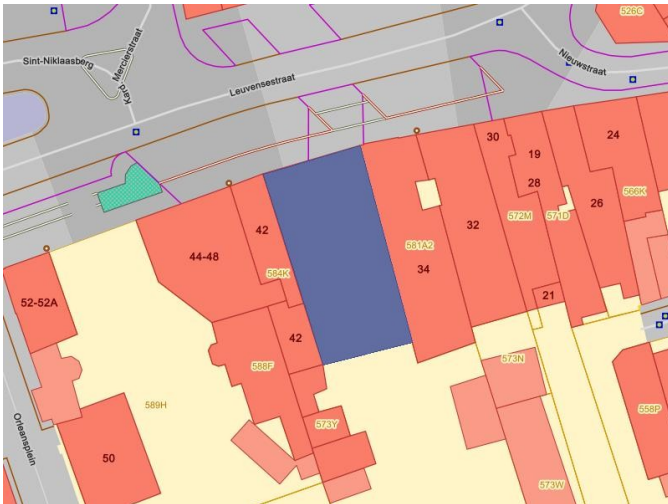 526C
Sint-Niklaasberg
Kard Mercierstraat
Leuvensestraat
Nieuwstraat
30
19
24
28
572M
571D
566K
26
42
32
44-48
584K
581A2
34
52-52A
21
42
588F
573N
589H
558P
573Y
Orleansplein
50
573W